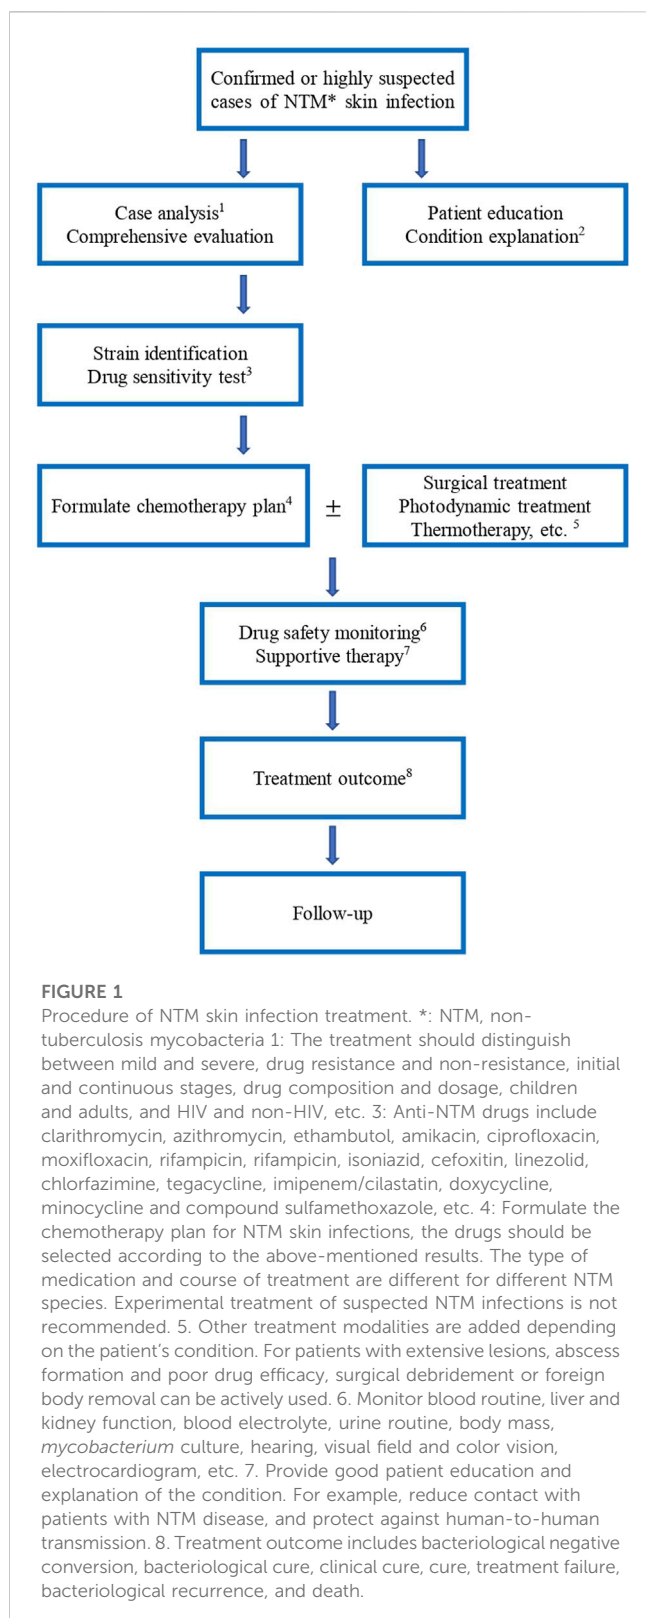 Confirmed or highly suspected
cases of NTM* skin infection
Case analysis1
Comprehensive evaluation
Patient education
Condition explanation2
Strain identification
Drug sensitivity test3
Formulate chemotherapy plan4
±
Surgical treatment
Photodynamic treatment
Thermotherapy, etc. 5
Drug safety monitoring6
Supportive therapy7
Treatment outcome8
Follow-up
FIGURE 1
Procedure of NTM skin infection treatment. *: NTM, non-
tuberculosis mycobacteria 1: The treatment should distinguish
between mild and severe, drug resistance and non-resistance, initial
and continuous stages, drug composition and dosage, children
and adults, and HIV and non-HIV, etc. 3: Anti-NTM drugs include
clarithromycin, azithromycin, ethambutol, amikacin, ciprofloxacin,
moxifloxacin, rifampicin, rifampicin, isoniazid, cefoxitin, linezolid,
chlorfazimine, tegacycline, imipenem/cilastatin, doxycycline,
minocycline and compound sulfamethoxazole, etc. 4: Formulate the
chemotherapy plan for NTM skin infections, the drugs should be
selected according to the above-mentioned results. The type of
medication and course of treatment are different for different NTM
species. Experimental treatment of suspected NTM infections is not
recommended. 5. Other treatment modalities are added depending
on the patient's condition. For patients with extensive lesions, abscess
formation and poor drug efficacy, surgical debridement or foreign
body removal can be actively used. 6. Monitor blood routine, liver and
kidney function, blood electrolyte, urine routine, body mass,
mycobacterium culture, hearing, visual field and color vision,
electrocardiogram, etc. 7. Provide good patient education and
explanation of the condition. For example, reduce contact with
patients with NTM disease, and protect against human-to-human
transmission. 8. Treatment outcome includes bacteriological negative
conversion, bacteriological cure, clinical cure, cure, treatment failure,
bacteriological recurrence, and death.